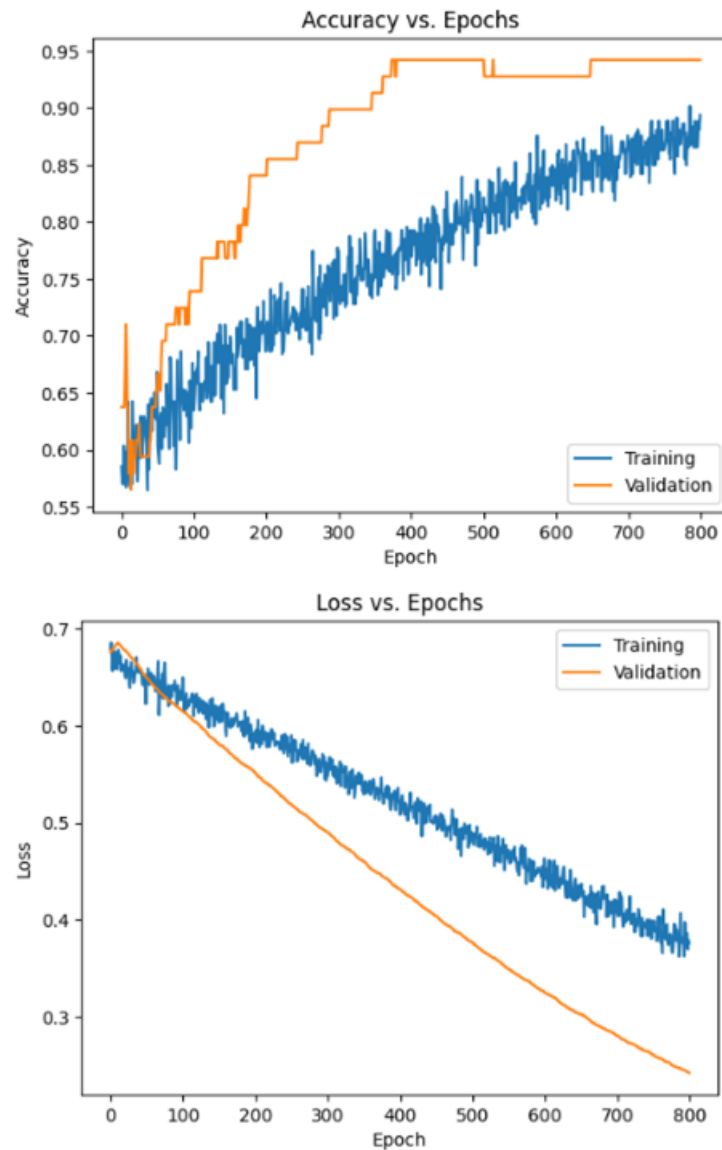 Accuracy vs. Epochs
0.95
0.90
0.85
0.80
0.75
0.70
0.65
0.60
0.55
Accuracy
Training
Validation
0 100 200 300 400 500 600 700 800
Epoch
Loss vs. Epochs
0.7
0.6
0.5
0.4
0.3
Loss
Training
Validation
0 100 200 300 400 500 600 700 800
Epoch